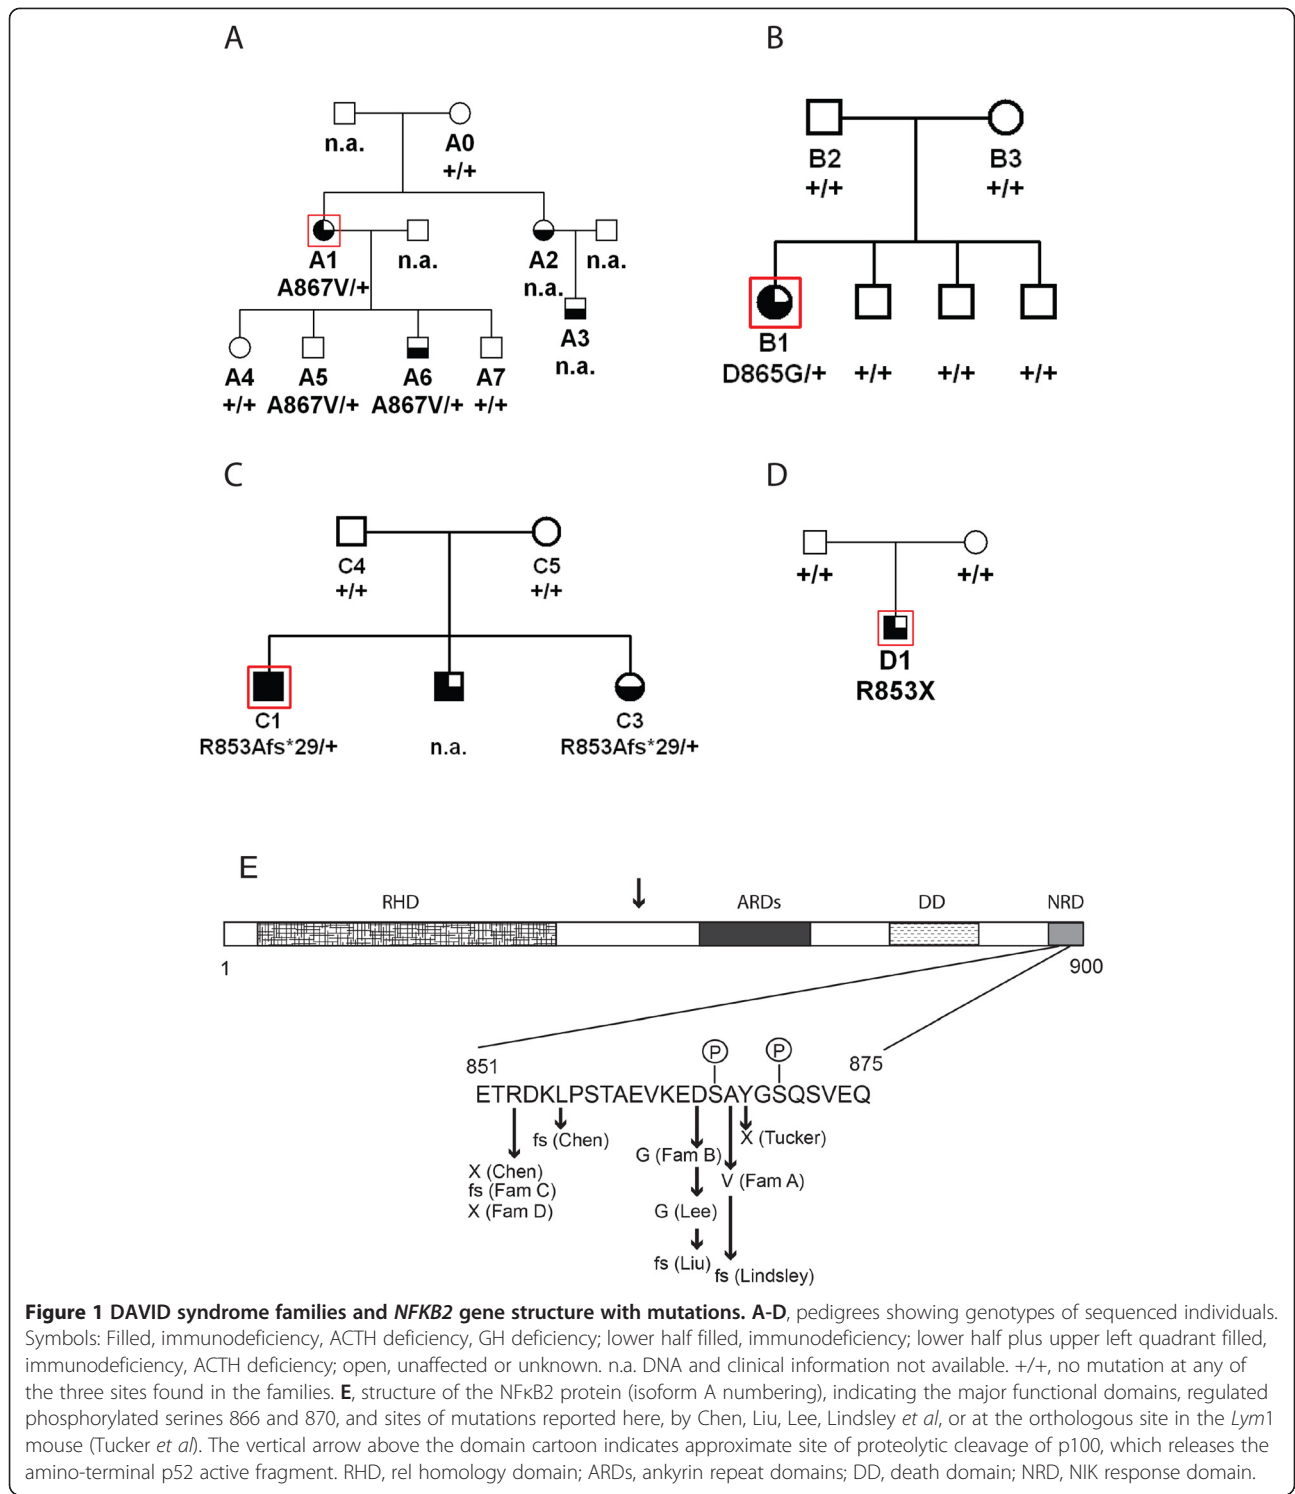 A
B
n.a.
A0
+/+
B2
+/+
B3
+/+
A1
A867V/+
n.a.
A2
n.a.
n.a.
A3
n.a.
A4
+/+
A5
A867V/+
A6
A867V/+
A7
+/+
B1
D865G/+
+/+
+/+
+/+
C
D
C4
+/+
C5
+/+
+/+
+/+
C1
R853Afs*29/+
n.a.
C3
R853Afs*29/+
D1
R853X
E
RHD
ARDs
DD
NRD
1
900
851
875
P
P
ETRDKLPSTAEVKEDSAYGSQSVEQ
fs (Chen)
X (Tucker)
X (Chen)
fs (Fam C)
X (Fam D)
G (Fam B)
V (Fam A)
G (Lee)
fs (Liu)
fs (Lindsley)
Figure 1 DAVID syndrome families and NFKB2 gene structure with mutations. A-D, pedigrees showing genotypes of sequenced individuals.
Symbols: Filled, immunodeficiency, ACTH deficiency, GH deficiency; lower half filled, immunodeficiency; lower half plus upper left quadrant filled,
immunodeficiency, ACTH deficiency; open, unaffected or unknown. n.a. DNA and clinical information not available. +/+, no mutation at any of
the three sites found in the families. E, structure of the NFκB2 protein (isoform A numbering), indicating the major functional domains, regulated
phosphorylated serines 866 and 870, and sites of mutations reported here, by Chen, Liu, Lee, Lindsley et al, or at the orthologous site in the Lym1
mouse (Tucker et al). The vertical arrow above the domain cartoon indicates approximate site of proteolytic cleavage of p100, which releases the
amino-terminal p52 active fragment. RHD, rel homology domain; ARDs, ankyrin repeat domains; DD, death domain; NRD, NIK response domain.